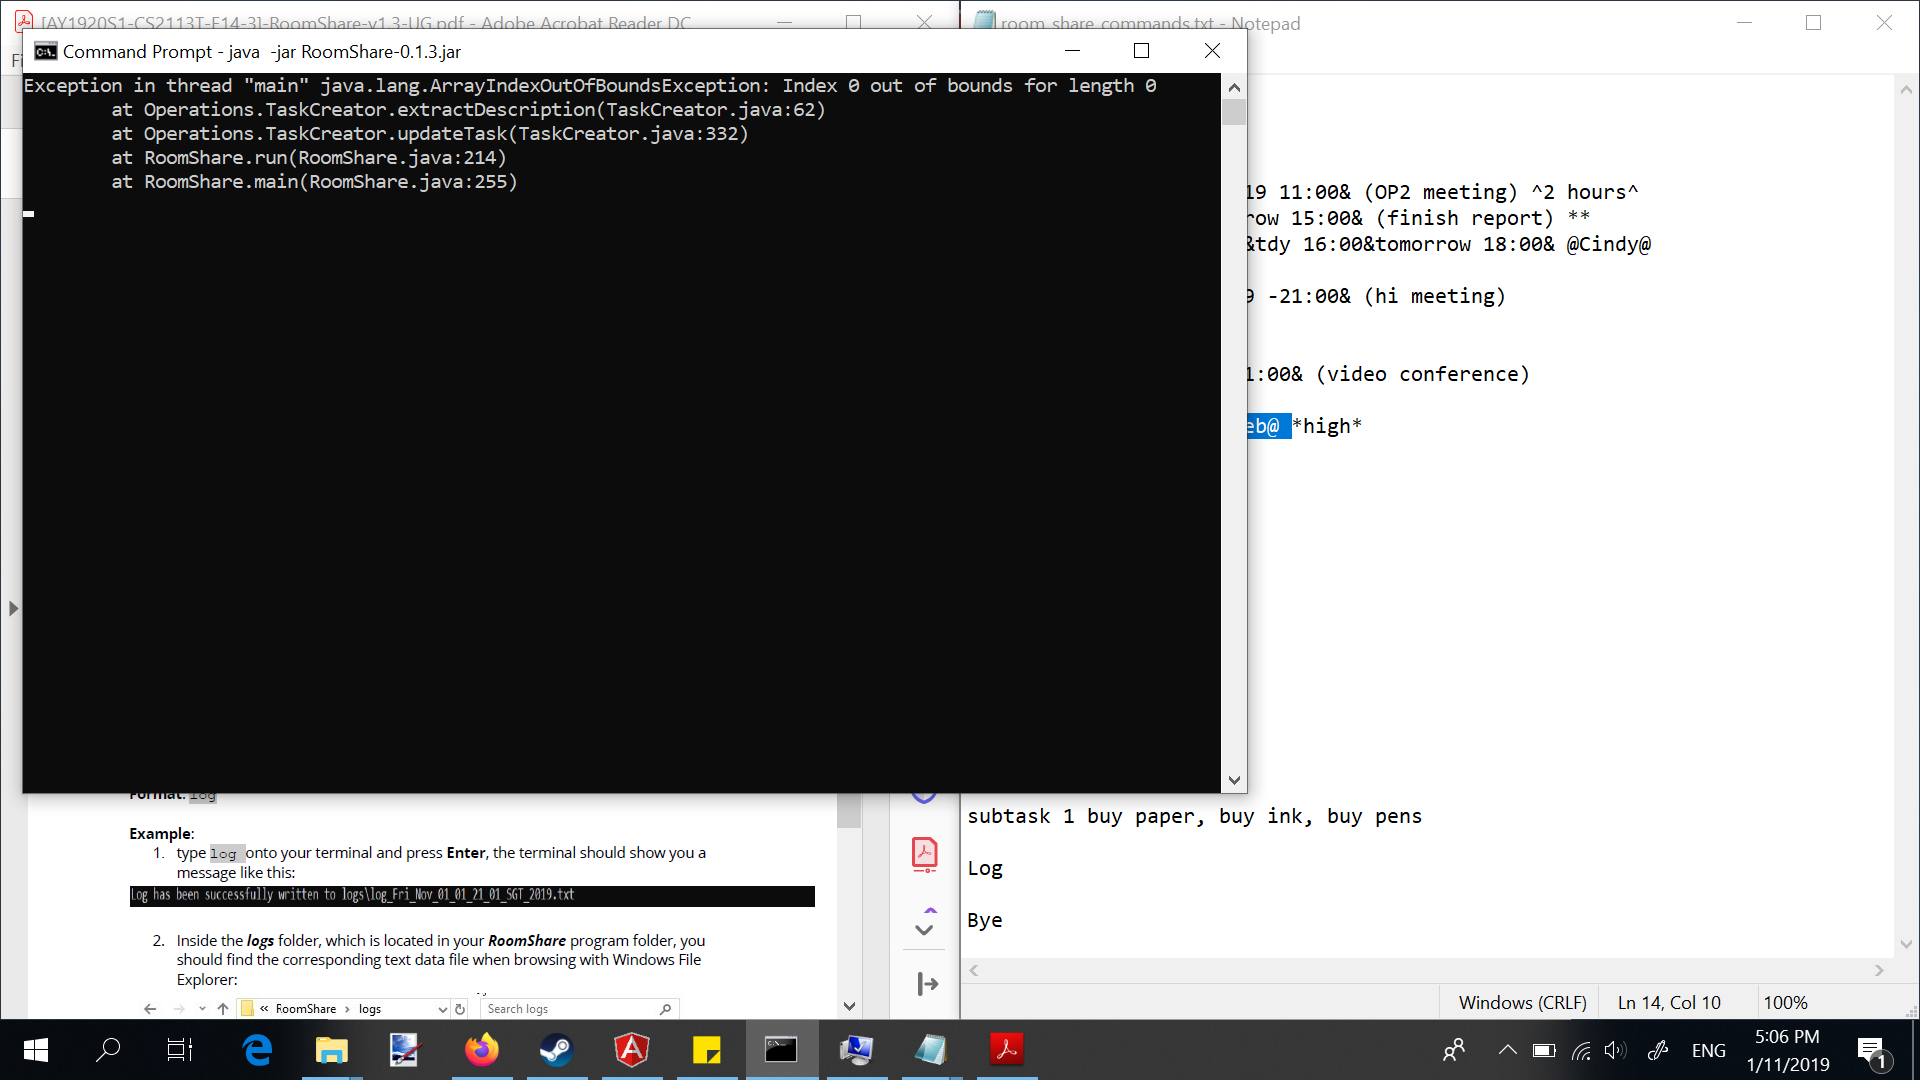 [AY1920S1-CS2113T-F14-3]-RoomShare-v1.3-UG.pdf - Adobe Acrobat Reader DC
room_share_commands.txt - Notepad
Command Prompt - java  -jar RoomShare-0.1.3.jar
Exception in thread "main" java.lang.ArrayIndexOutOfBoundsException: Index 0 out of bounds for length 0
at Operations.TaskCreator.extractDescription(TaskCreator.java:62)
at Operations.TaskCreator.updateTask(TaskCreator.java:332)
at RoomShare.run(RoomShare.java:214)
at RoomShare.main(RoomShare.java:255)
19 11:00& (OP2 meeting) ^2 hours^
row 15:00& (finish report) **
&tdy 16:00&tomorrow 18:00& @Cindy@
9 -21:00& (hi meeting)
1:00& (video conference)
eb@ *high*
Format: log
Example:
1. type log onto your terminal and press Enter, the terminal should show you a
message like this:
Log has been successfully written to logs\log_Fri_Nov_01_01_21_01_SGT_2019.txt
2. Inside the logs folder, which is located in your RoomShare program folder, you
should find the corresponding text data file when browsing with Windows File
Explorer:
« RoomShare › logs
Search logs
subtask 1 buy paper, buy ink, buy pens
Log
Bye
Windows (CRLF)
Ln 14, Col 10
100%
ENG
5:06 PM
1/11/2019
1